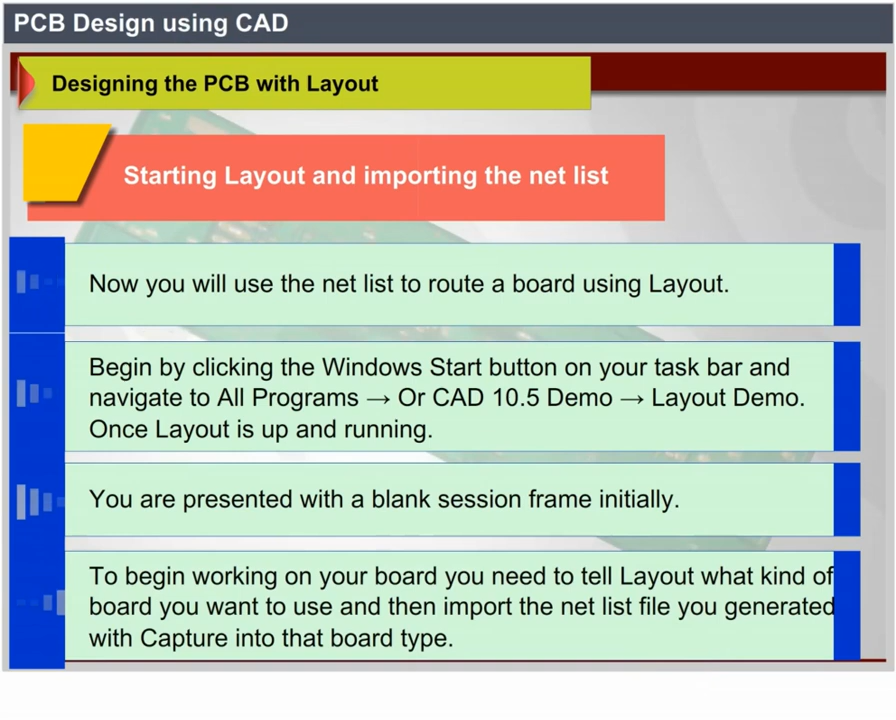 PCB Design using CAD
Designing the PCB with Layout
Starting Layout and importing the net list
Now you will use the net list to route a board using Layout.
Begin by clicking the Windows Start button on your task bar and
navigate to All Programs → Or CAD 10.5 Demo → Layout Demo.
Once Layout is up and running.
You are presented with a blank session frame initially.
To begin working on your board you need to tell Layout what kind of
board you want to use and then import the net list file you generated
with Capture into that board type.